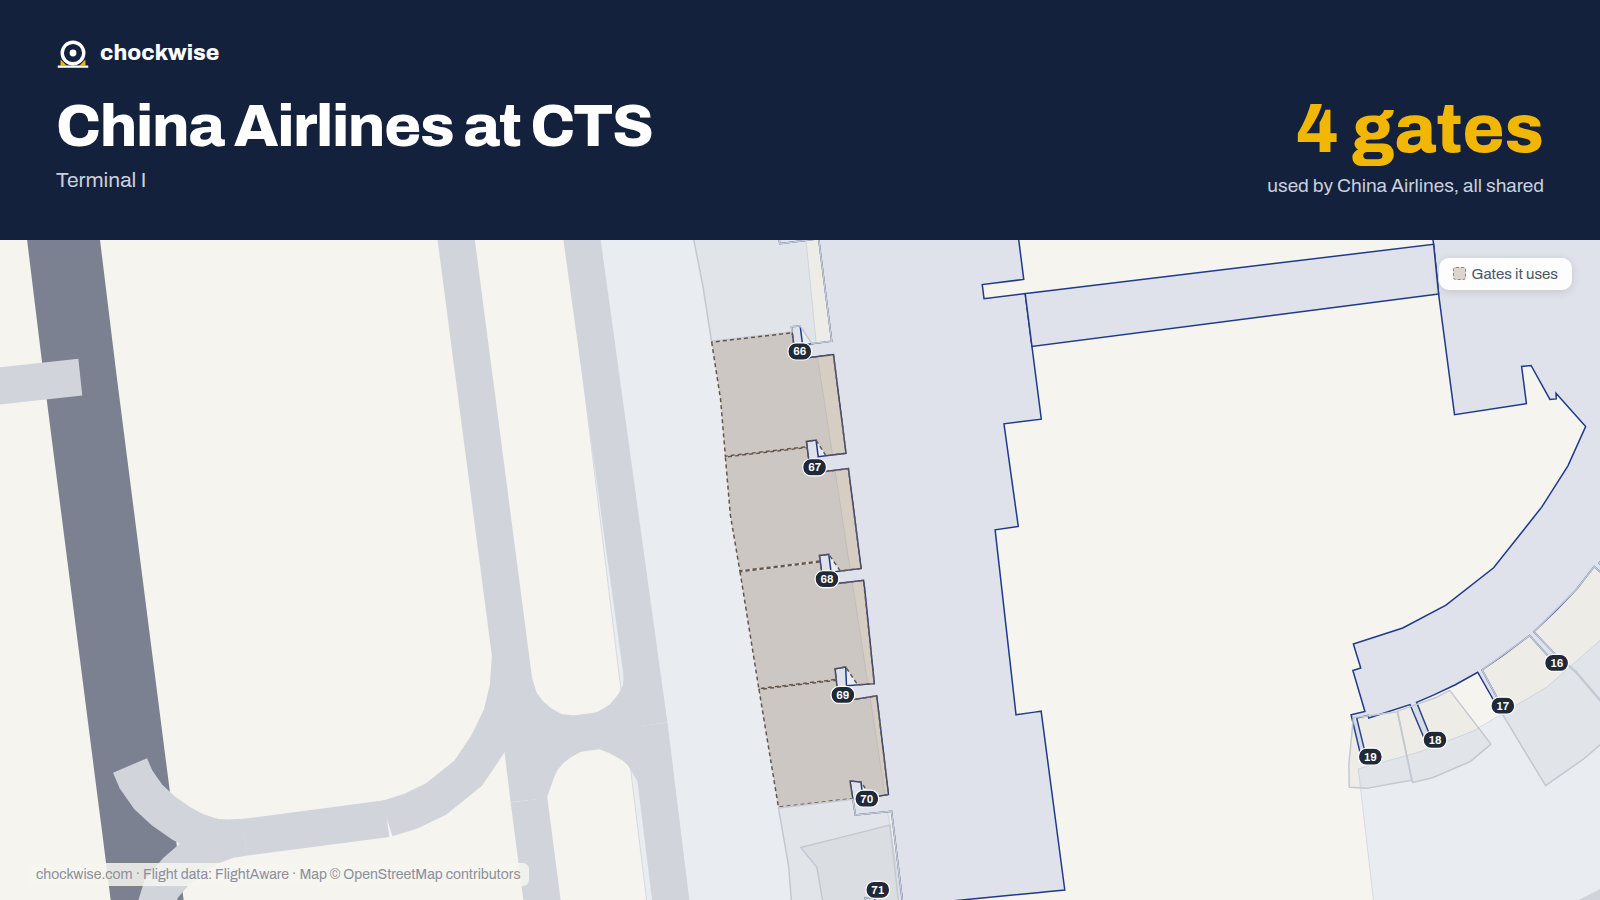 chockwise
China Airlines at CTS
Terminal I
4 gates
used by China Airlines, all shared
Gates it uses
66
67
68
69
70
71
16
17
18
19
chockwise.com · Flight data: FlightAware · Map © OpenStreetMap contributors